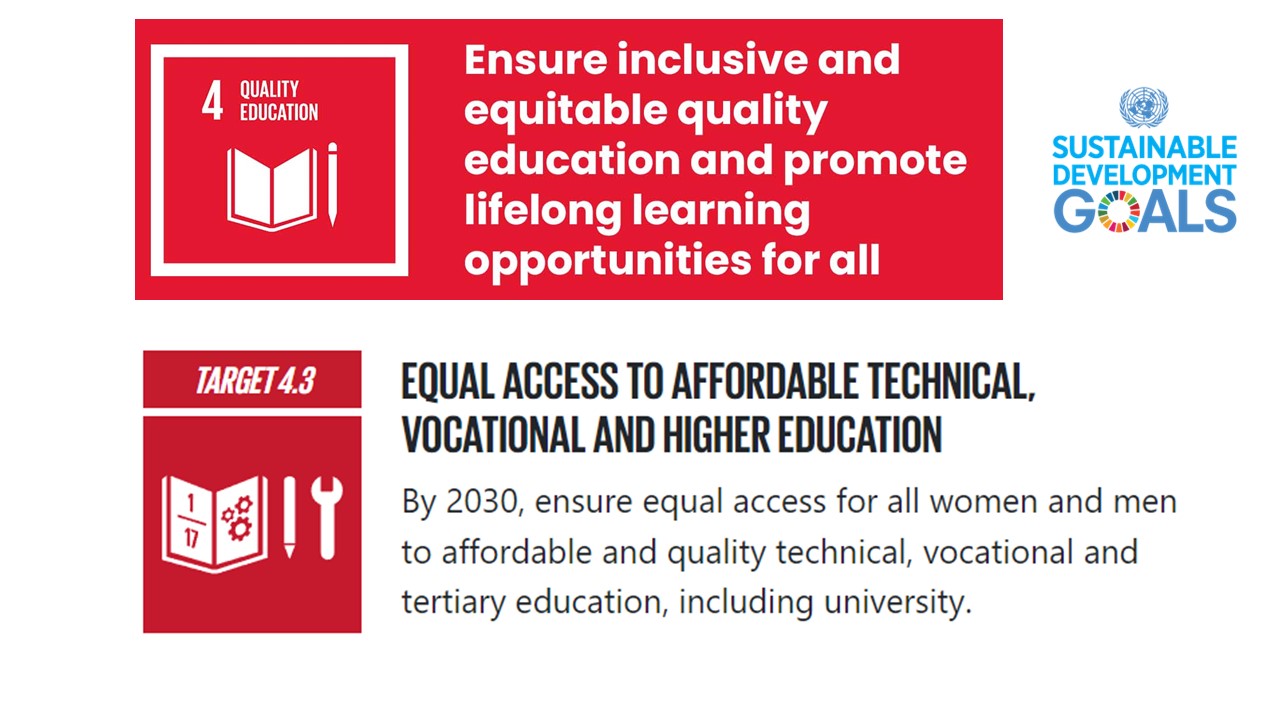 4 QUALITY
EDUCATION
Ensure inclusive and
equitable quality
education and promote
lifelong learning
opportunities for all
SUSTAINABLE
DEVELOPMENT
GOALS
TARGET 4.3
1
17
EQUAL ACCESS TO AFFORDABLE TECHNICAL,
VOCATIONAL AND HIGHER EDUCATION
By 2030, ensure equal access for all women and men
to affordable and quality technical, vocational and
tertiary education, including university.